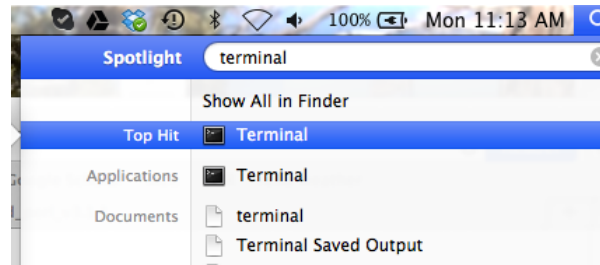 100% Mon 11:13 AM
Spotlight terminal
Show All in Finder
Top Hit Terminal
Applications Terminal
Documents terminal
Terminal Saved Output